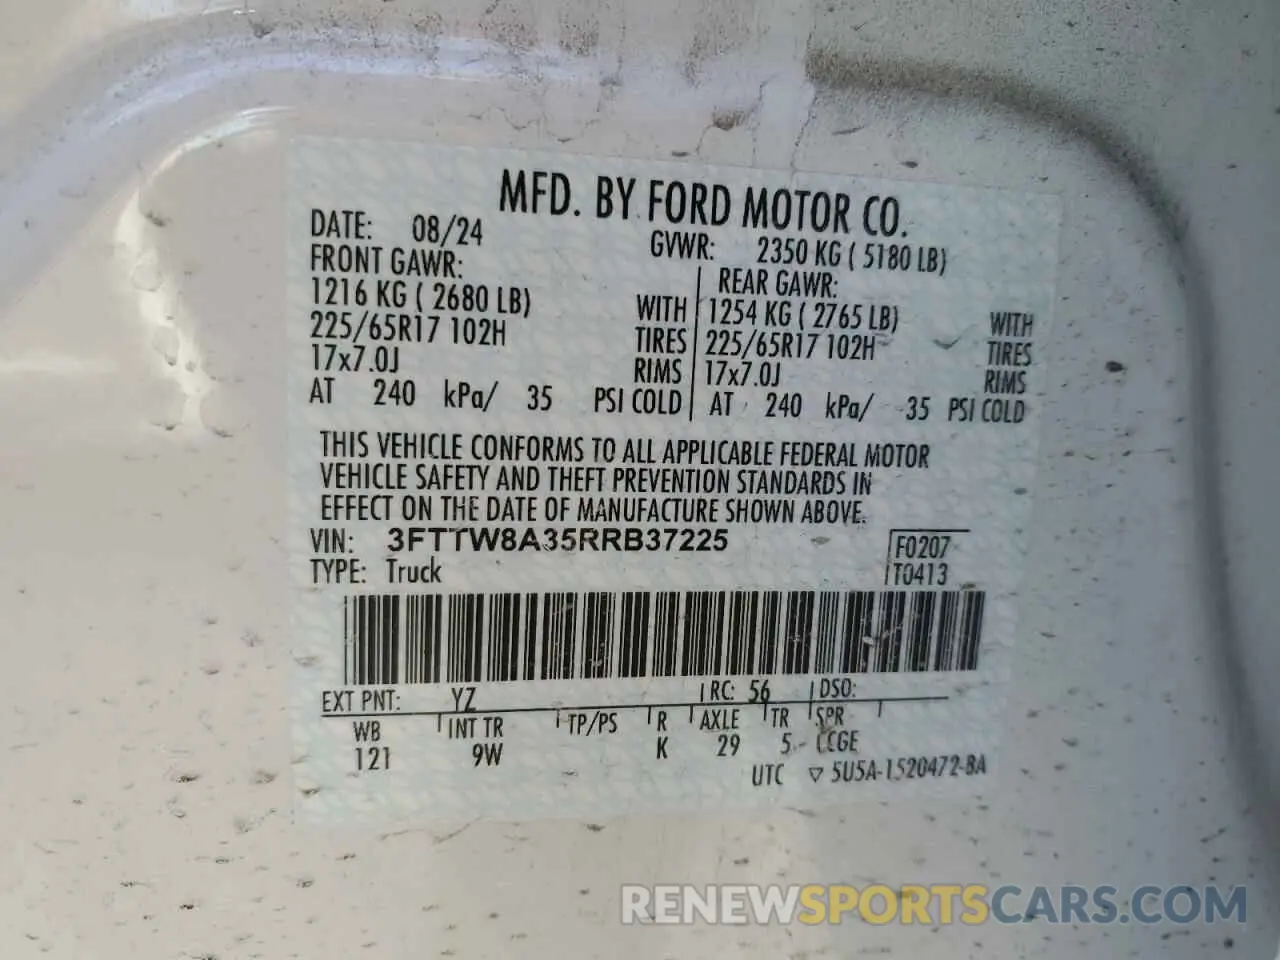 MFD. BY FORD MOTOR CO.
DATE: 08/24 GVWR: 2350 KG ( 5180 LB)
FRONT GAWR: REAR GAWR:
1216 KG ( 2680 LB) WITH 1254 KG ( 2765 LB) WITH
225/65R17 102H TIRES 225/65R17 102H TIRES
17x7.0J RIMS 17x7.0J RIMS
AT 240 kPa/ 35 PSI COLD AT 240 kPa/ 35 PSI COLD
THIS VEHICLE CONFORMS TO ALL APPLICABLE FEDERAL MOTOR
VEHICLE SAFETY AND THEFT PREVENTION STANDARDS IN
EFFECT ON THE DATE OF MANUFACTURE SHOWN ABOVE.
VIN: 3FTTW8A35RRB37225 F0207
TYPE: Truck T0413
EXT PNT: YZ RC: 56 DSO:
WB INT TR TP/PS R AXLE TR SPR
121 9W K 29 5 CCGE
UTC ▽ 5U5A-1520472-BA
RENEWSPORTSCARS.COM